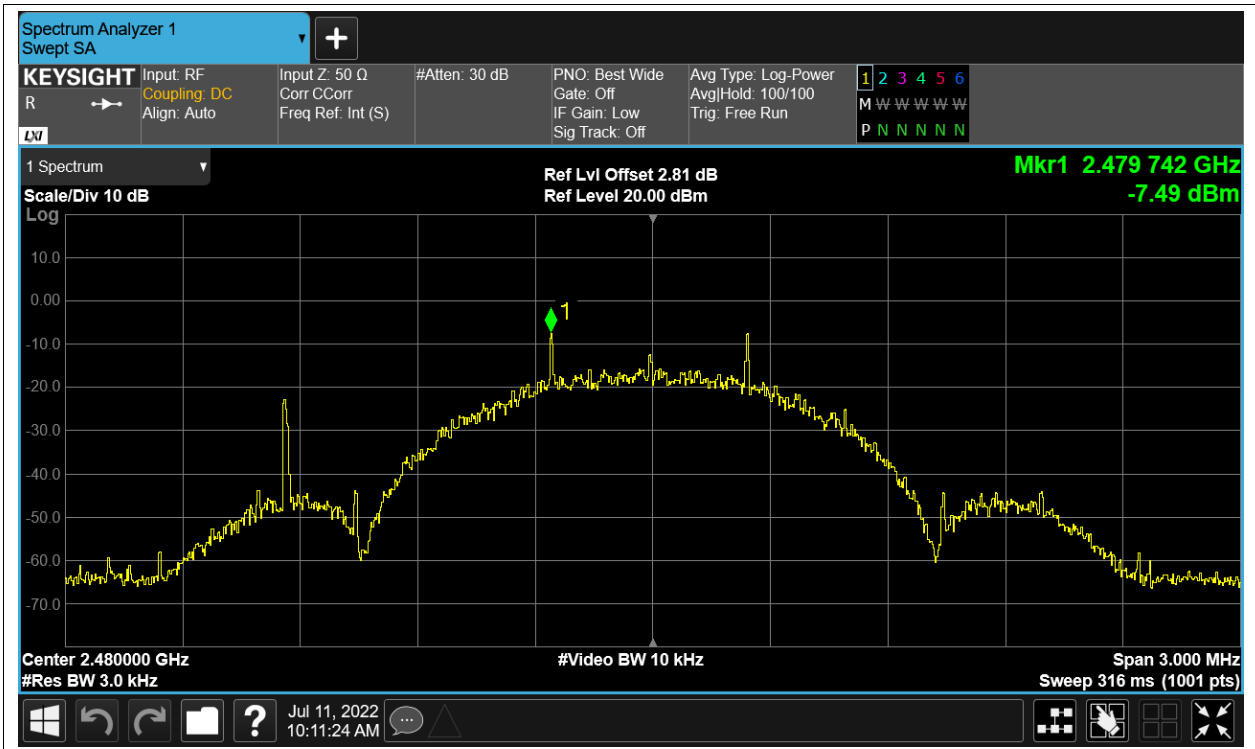 Spectrum Analyzer 1
Swept SA
KEYSIGHT
R
LXI
Input: RF
Coupling: DC
Align: Auto
Input Z: 50 Ω
Corr CCorr
Freq Ref: Int (S)
#Atten: 30 dB
PNO: Best Wide
Gate: Off
IF Gain: Low
Sig Track: Off
Avg Type: Log-Power
Avg|Hold: 100/100
Trig: Free Run
1 2 3 4 5 6
M W W W W W
P N N N N N
1 Spectrum
Scale/Div 10 dB
Ref Lvl Offset 2.81 dB
Ref Level 20.00 dBm
Mkr1 2.479 742 GHz
-7.49 dBm
Log
10.0
0.00
-10.0
-20.0
-30.0
-40.0
-50.0
-60.0
-70.0
1
Center 2.480000 GHz
#Res BW 3.0 kHz
#Video BW 10 kHz
Span 3.000 MHz
Sweep 316 ms (1001 pts)
?
Jul 11, 2022
10:11:24 AM